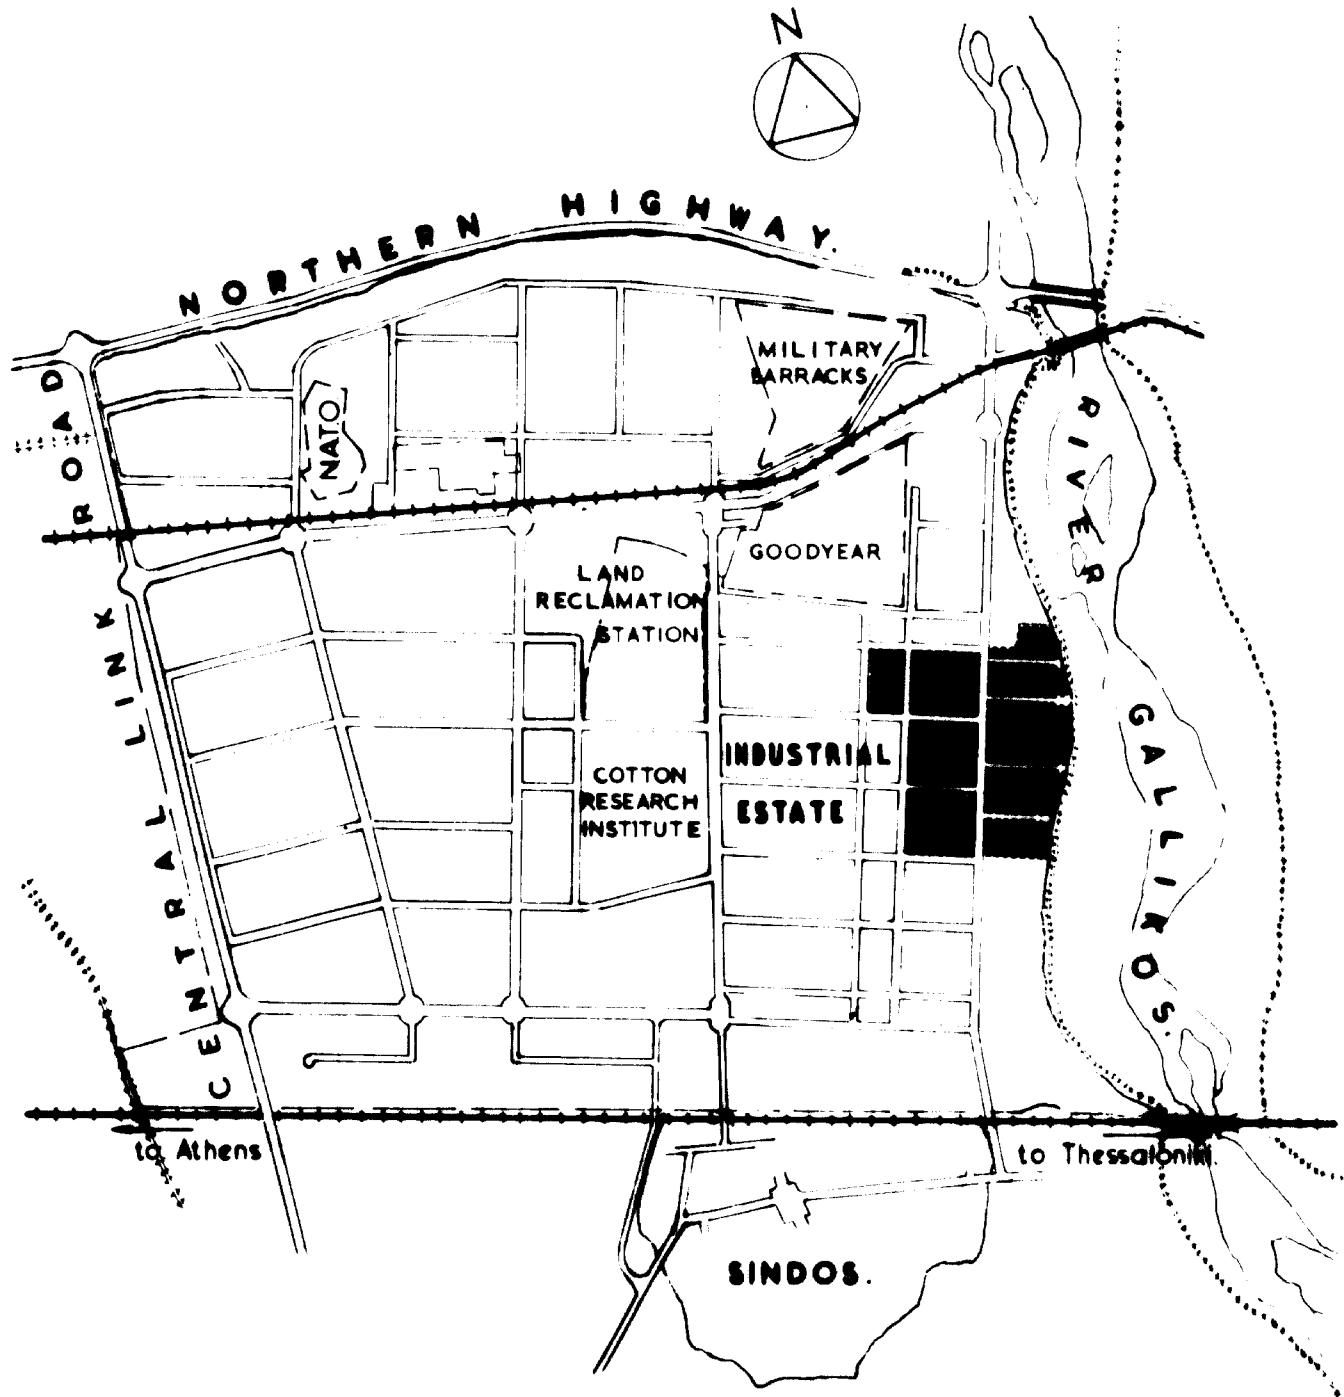 N
NORTHERN HIGHWAY.
MILITARY
BARRACKS
NATO
RIVER
GOODYEAR
LAND
RECLAMATION
STATION
GALLIKOS.
INDUSTRIAL
ESTATE
COTTON
RESEARCH
INSTITUTE
CENTRAL LINK ROAD
to Athens
to Thessaloniki.
SINDOS.